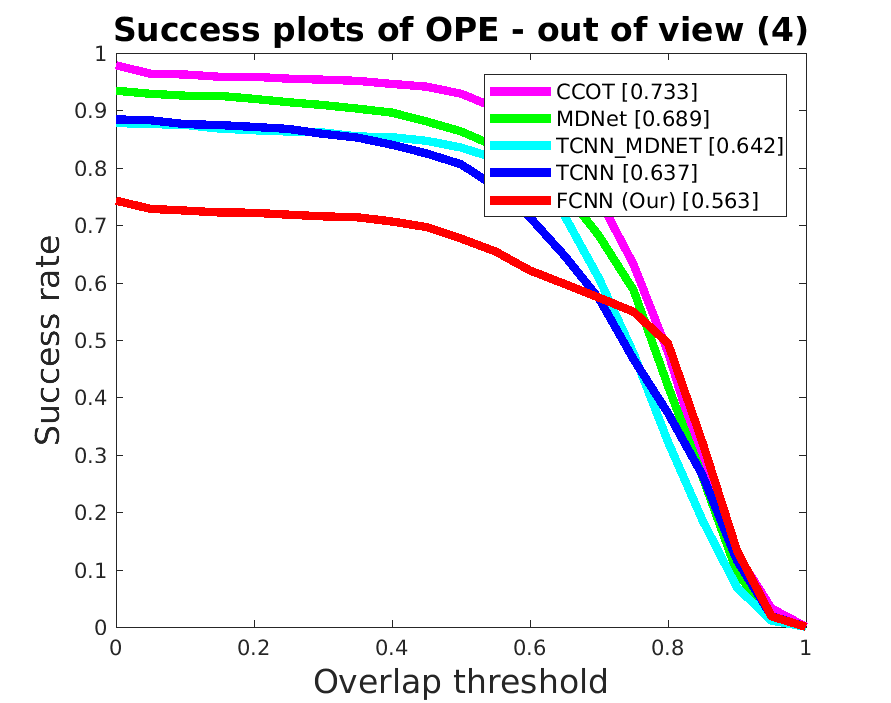 Success plots of OPE - out of view (4)
1
0.9
0.8
0.7
0.6
0.5
0.4
0.3
0.2
0.1
0
Success rate
CCOT [0.733]
MDNet [0.689]
TCNN_MDNET [0.642]
TCNN [0.637]
FCNN (Our) [0.563]
0 0.2 0.4 0.6 0.8 1
Overlap threshold